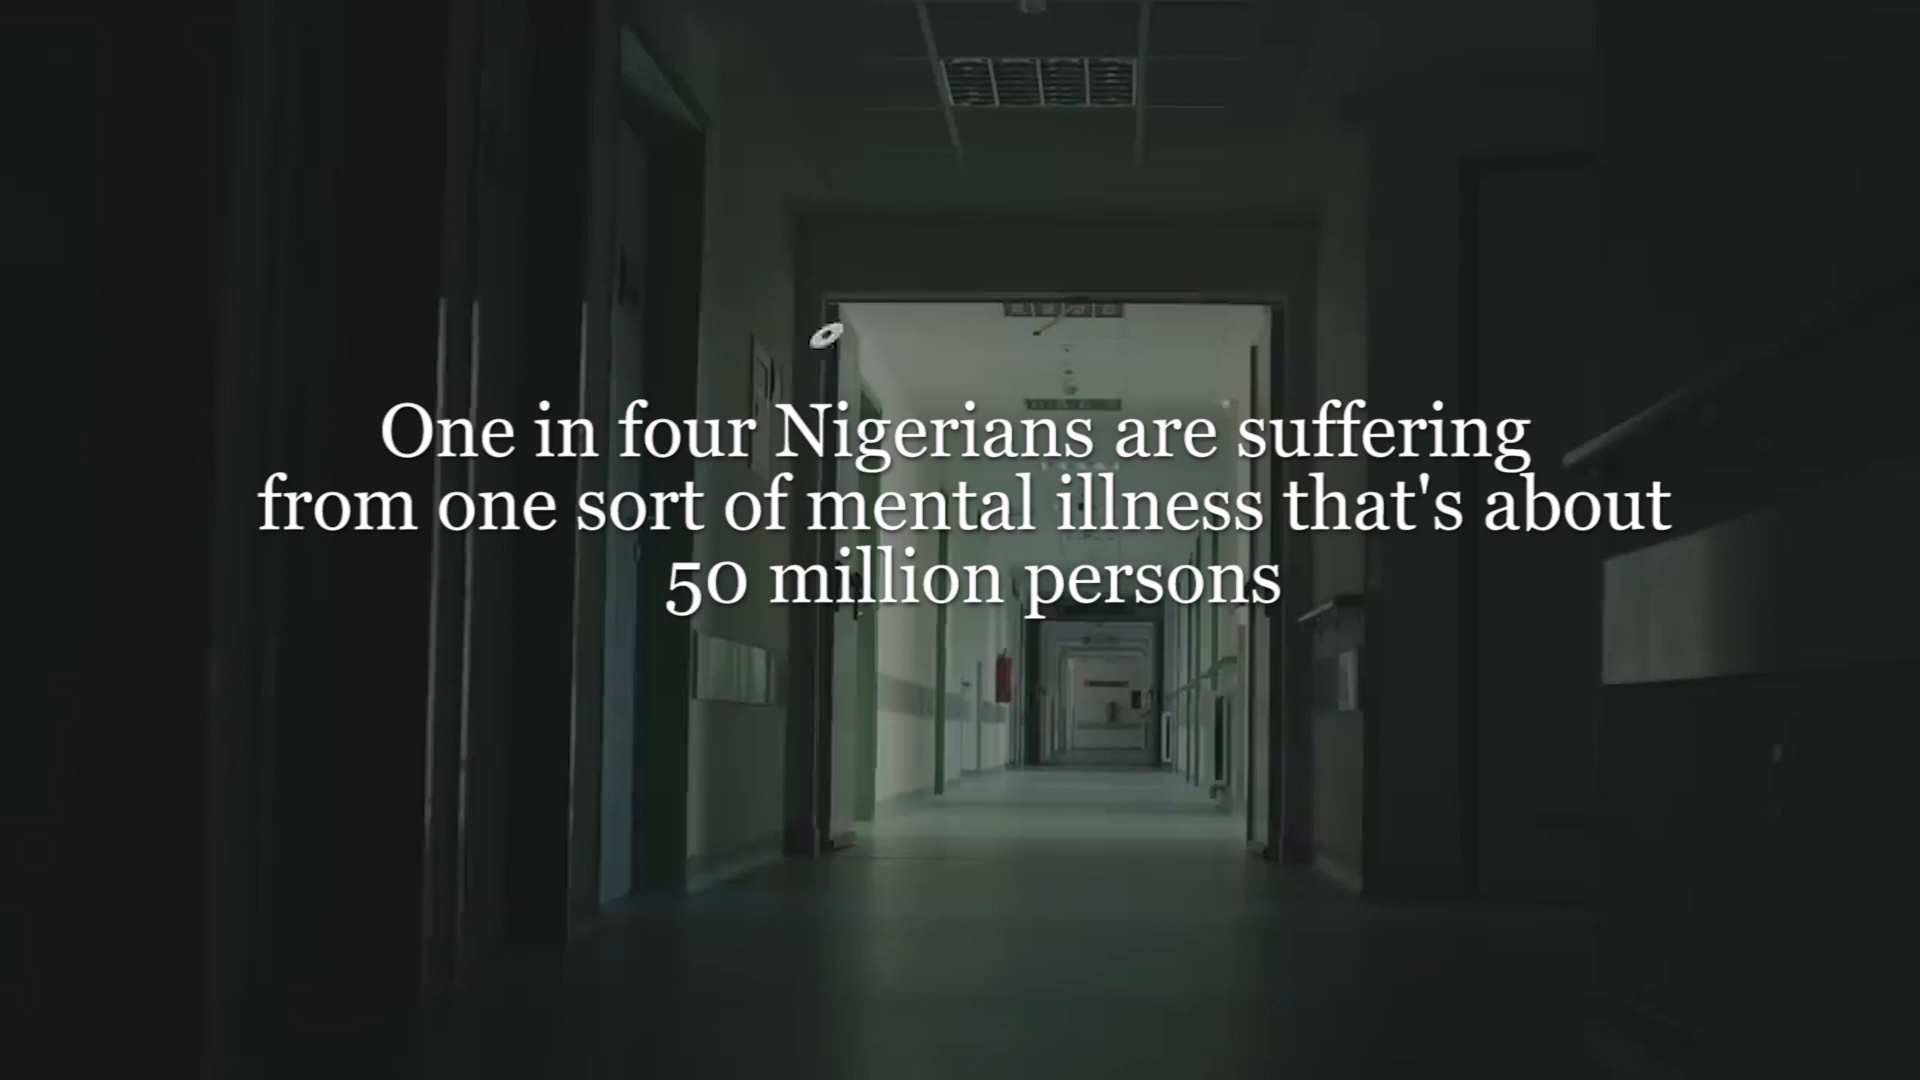 One in four Nigerians are suffering
from one sort of mental illness that's about
50 million persons